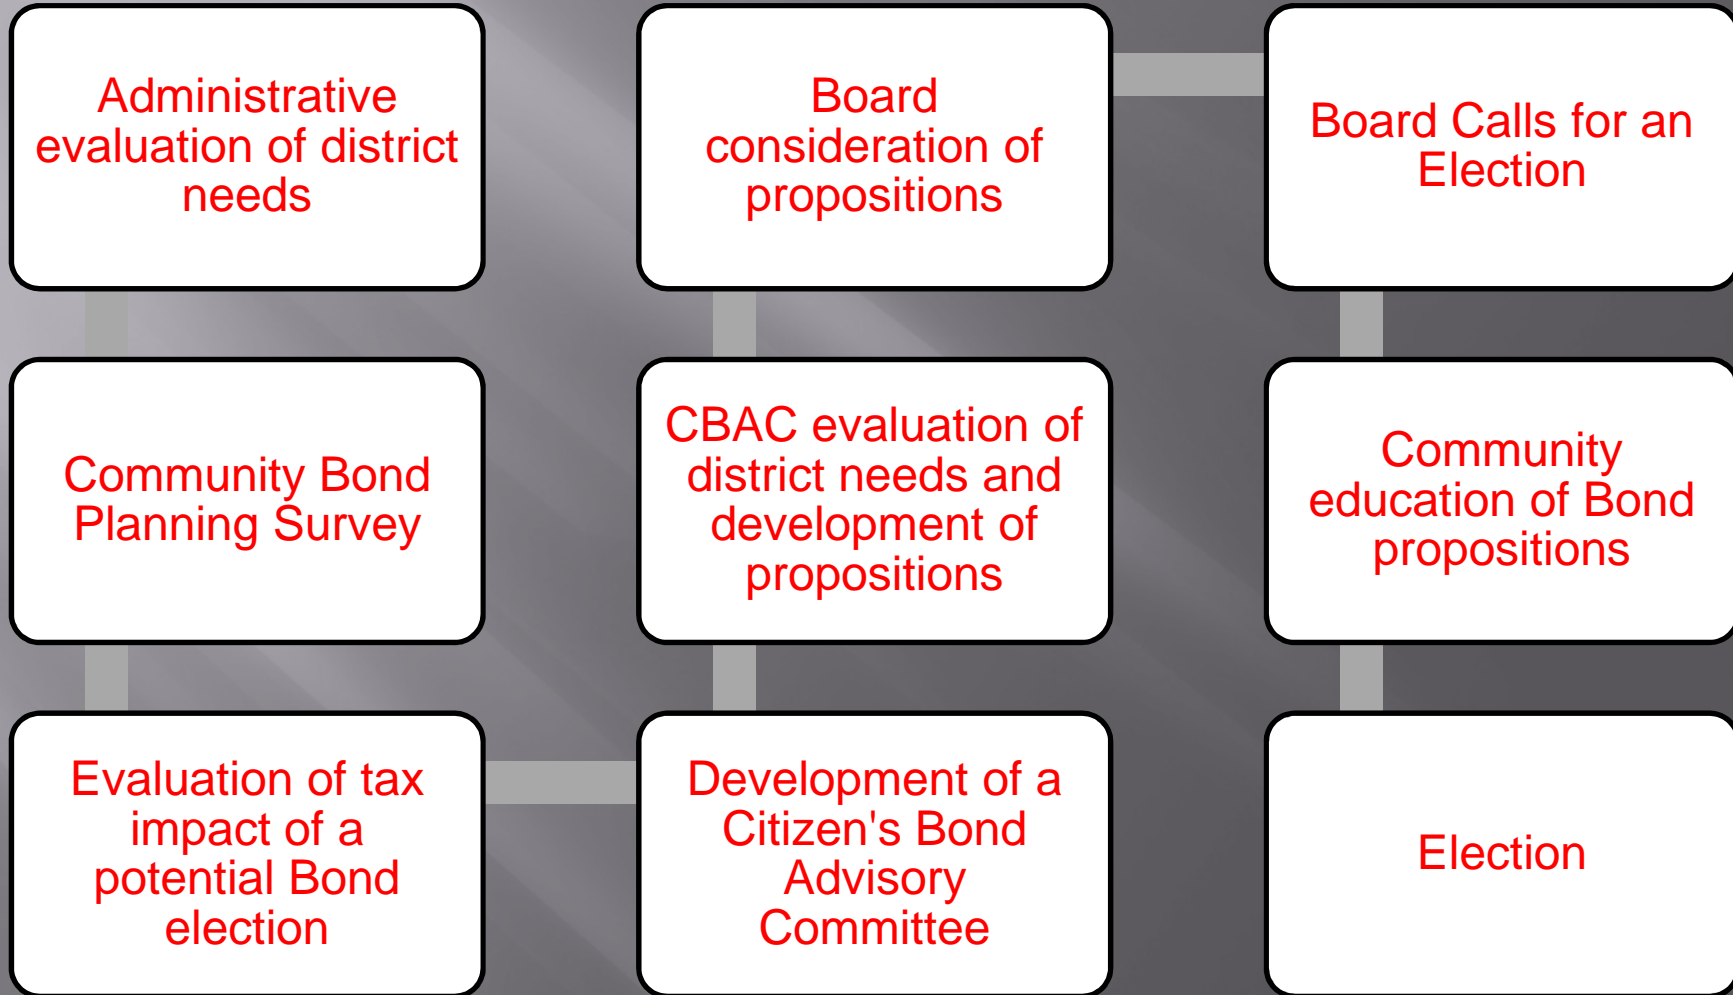 Administrative
evaluation of district
needs
Community Bond
Planning Survey
Evaluation of tax
impact of a
potential Bond
election
Development of a
Citizen's Bond
Advisory
Committee
CBAC evaluation of
district needs and
development of
propositions
Board
consideration of
propositions
Board Calls for an
Election
Community
education of Bond
propositions
Election